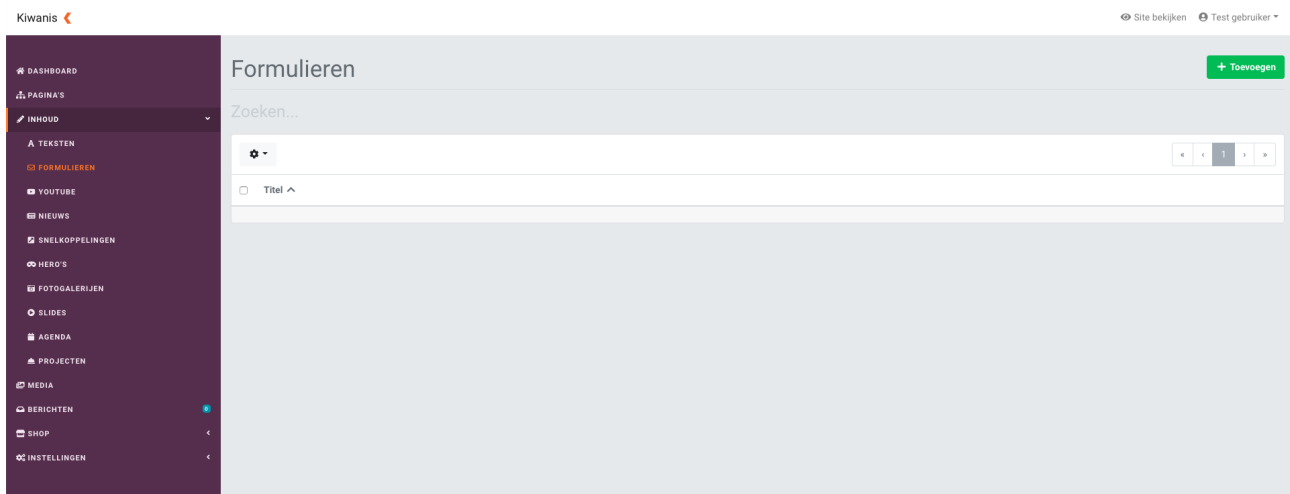 Kiwanis
Site bekijken
Test gebruiker
DASHBOARD
PAGINA'S
INHOUD
TEKSTEN
FORMULIEREN
YOUTUBE
NIEUWS
SNELKOPPELINGEN
HERO'S
FOTOGALERIJEN
SLIDES
AGENDA
PROJECTEN
MEDIA
BERICHTEN 0
SHOP
INSTELLINGEN
Formulieren
+ Toevoegen
Zoeken...
« ‹ 1 › »
Titel